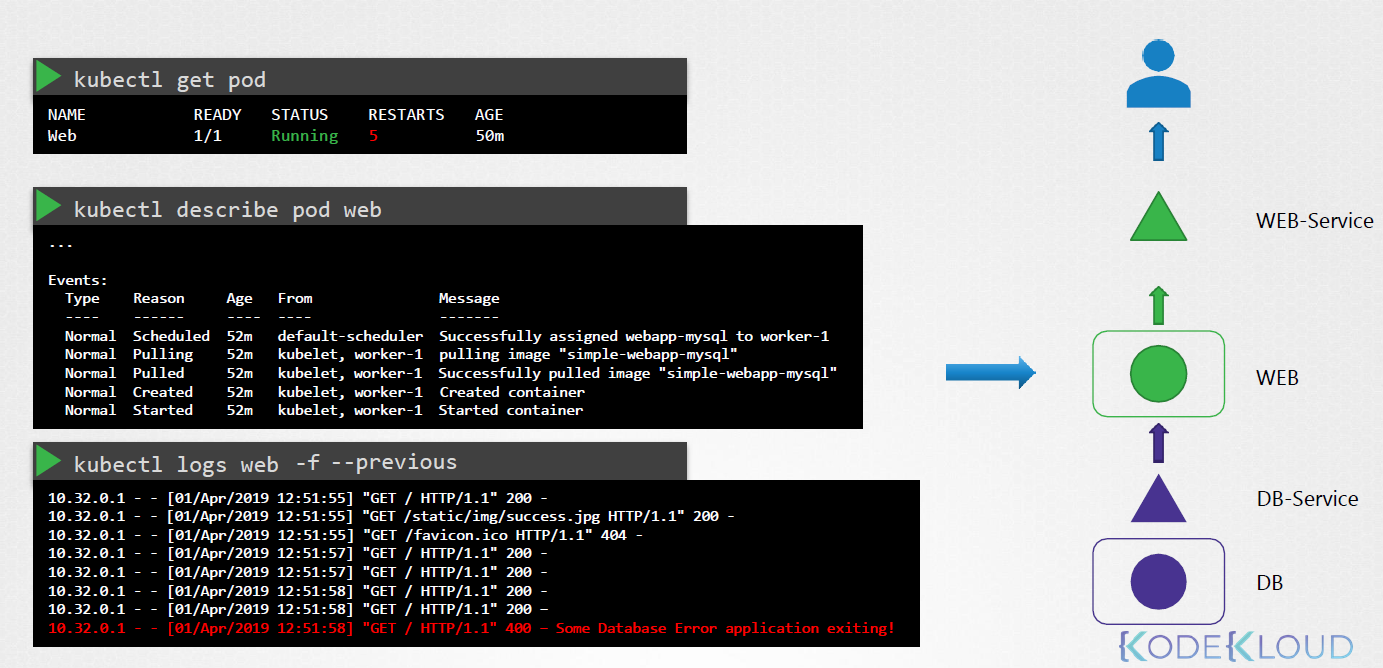 kubectl get pod
NAME READY STATUS RESTARTS AGE
Web 1/1 Running 5 50m
kubectl describe pod web
...
Events:
Type Reason Age From Message
---- ------ ---- ---- -------
Normal Scheduled 52m default-scheduler Successfully assigned webapp-mysql to worker-1
Normal Pulling 52m kubelet, worker-1 pulling image "simple-webapp-mysql"
Normal Pulled 52m kubelet, worker-1 Successfully pulled image "simple-webapp-mysql"
Normal Created 52m kubelet, worker-1 Created container
Normal Started 52m kubelet, worker-1 Started container
kubectl logs web -f --previous
10.32.0.1 - - [01/Apr/2019 12:51:55] "GET / HTTP/1.1" 200 -
10.32.0.1 - - [01/Apr/2019 12:51:55] "GET /static/img/success.jpg HTTP/1.1" 200 -
10.32.0.1 - - [01/Apr/2019 12:51:55] "GET /favicon.ico HTTP/1.1" 404 -
10.32.0.1 - - [01/Apr/2019 12:51:57] "GET / HTTP/1.1" 200 -
10.32.0.1 - - [01/Apr/2019 12:51:57] "GET / HTTP/1.1" 200 -
10.32.0.1 - - [01/Apr/2019 12:51:58] "GET / HTTP/1.1" 200 -
10.32.0.1 - - [01/Apr/2019 12:51:58] "GET / HTTP/1.1" 200 –
10.32.0.1 - - [01/Apr/2019 12:51:58] "GET / HTTP/1.1" 400 – Some Database Error application exiting!
WEB-Service
WEB
DB-Service
DB
KODEKLOUD